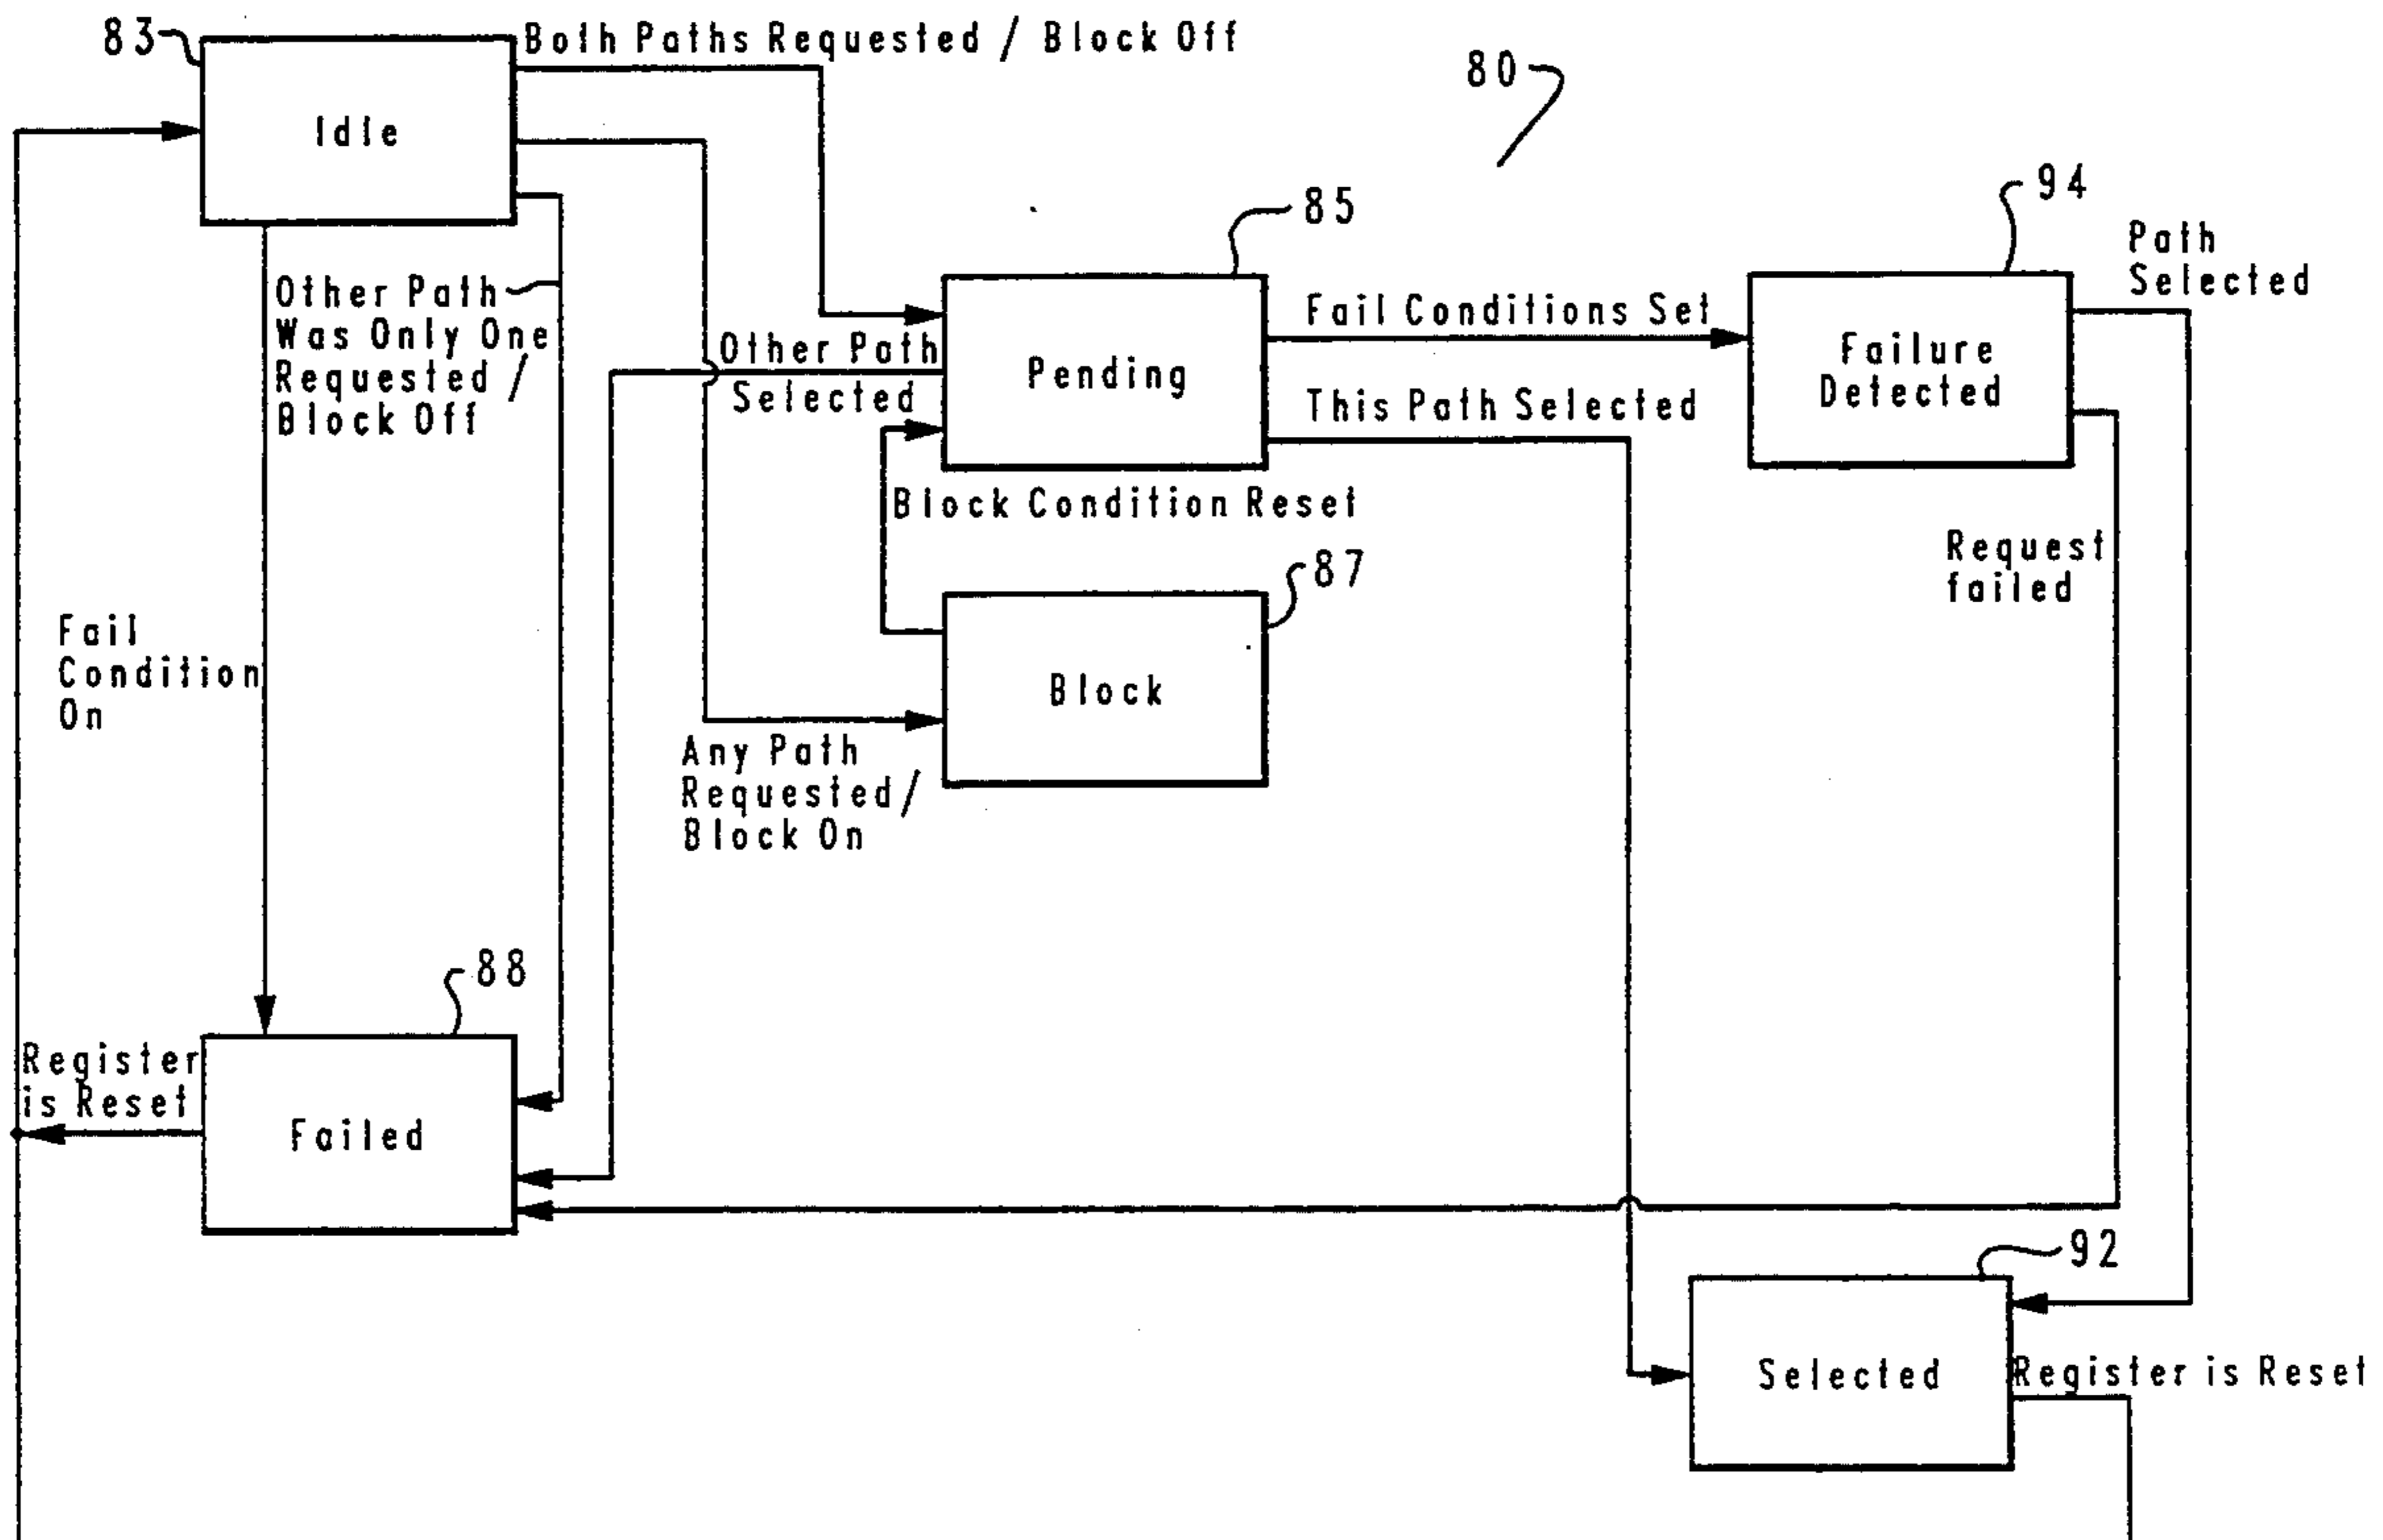 83
Both Paths Requested / Block Off
80
Idle
94
85
Path
Selected
Other Path
Was Only One
Requested /
Block Off
Fail Conditions Set
Other Path
Selected
Pending
Failure
Detected
This Path Selected
Block Condition Reset
Request
failed
87
Fail
Condition
On
Block
Any Path
Requested/
Block On
88
Register
is Reset
Failed
92
Selected
Register is Reset